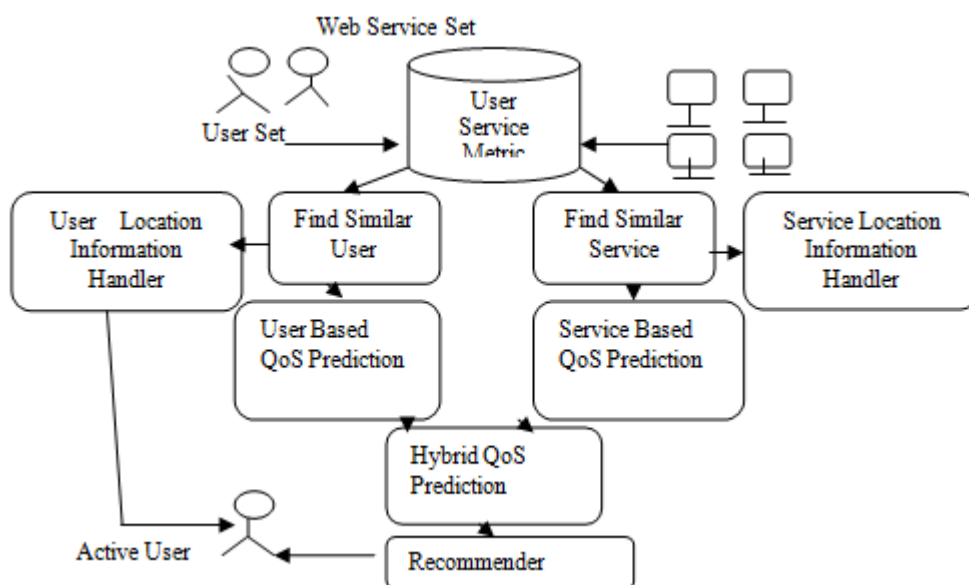 Web Service Set
User
Service
Metric
User Set
User Location
Information
Handler
Find Similar
User
Find Similar
Service
Service Location
Information
Handler
User Based
QoS Prediction
Service Based
QoS Prediction
Hybrid QoS
Prediction
Active User
Recommender